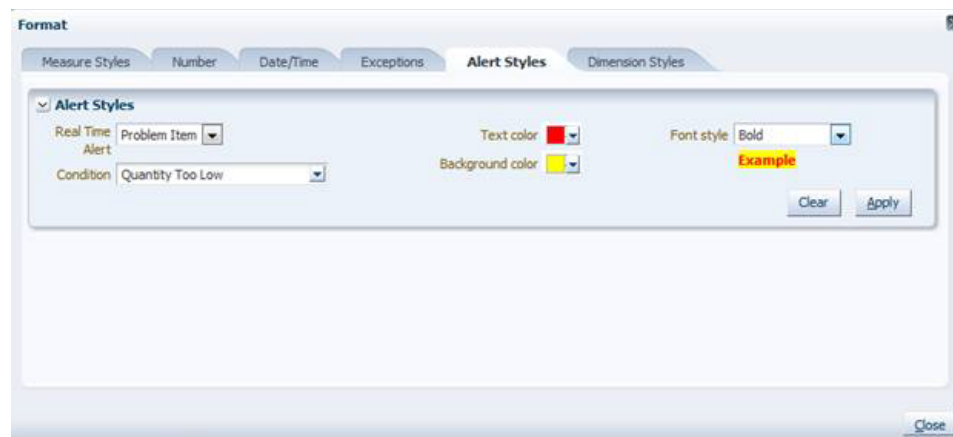 Format
Measure Styles Number Date/Time Exceptions Alert Styles Dimension Styles
Alert Styles
Real Time Alert Problem Item Text color Font style Bold
Background color Example
Condition Quantity Too Low
Clear Apply
Close